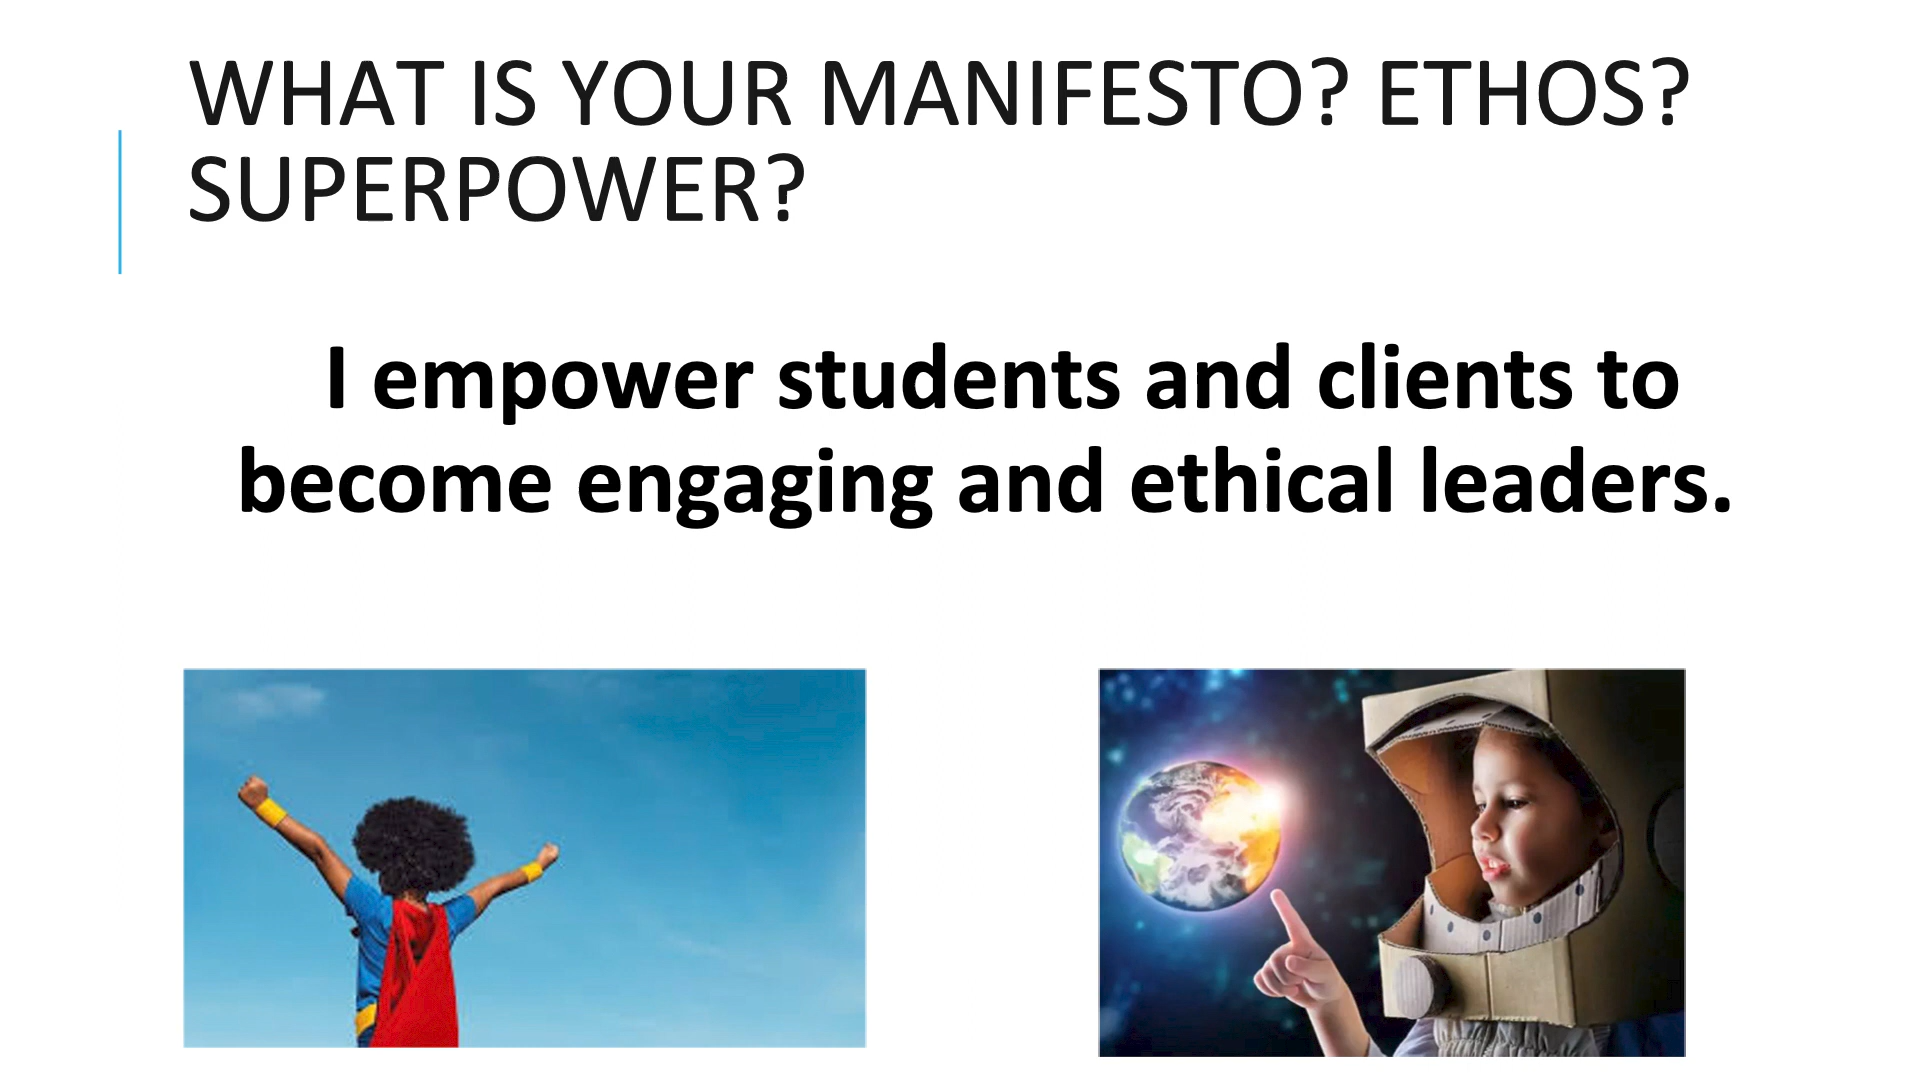 WHAT IS YOUR MANIFESTO? ETHOS?
SUPERPOWER?
I empower students and clients to
become engaging and ethical leaders.